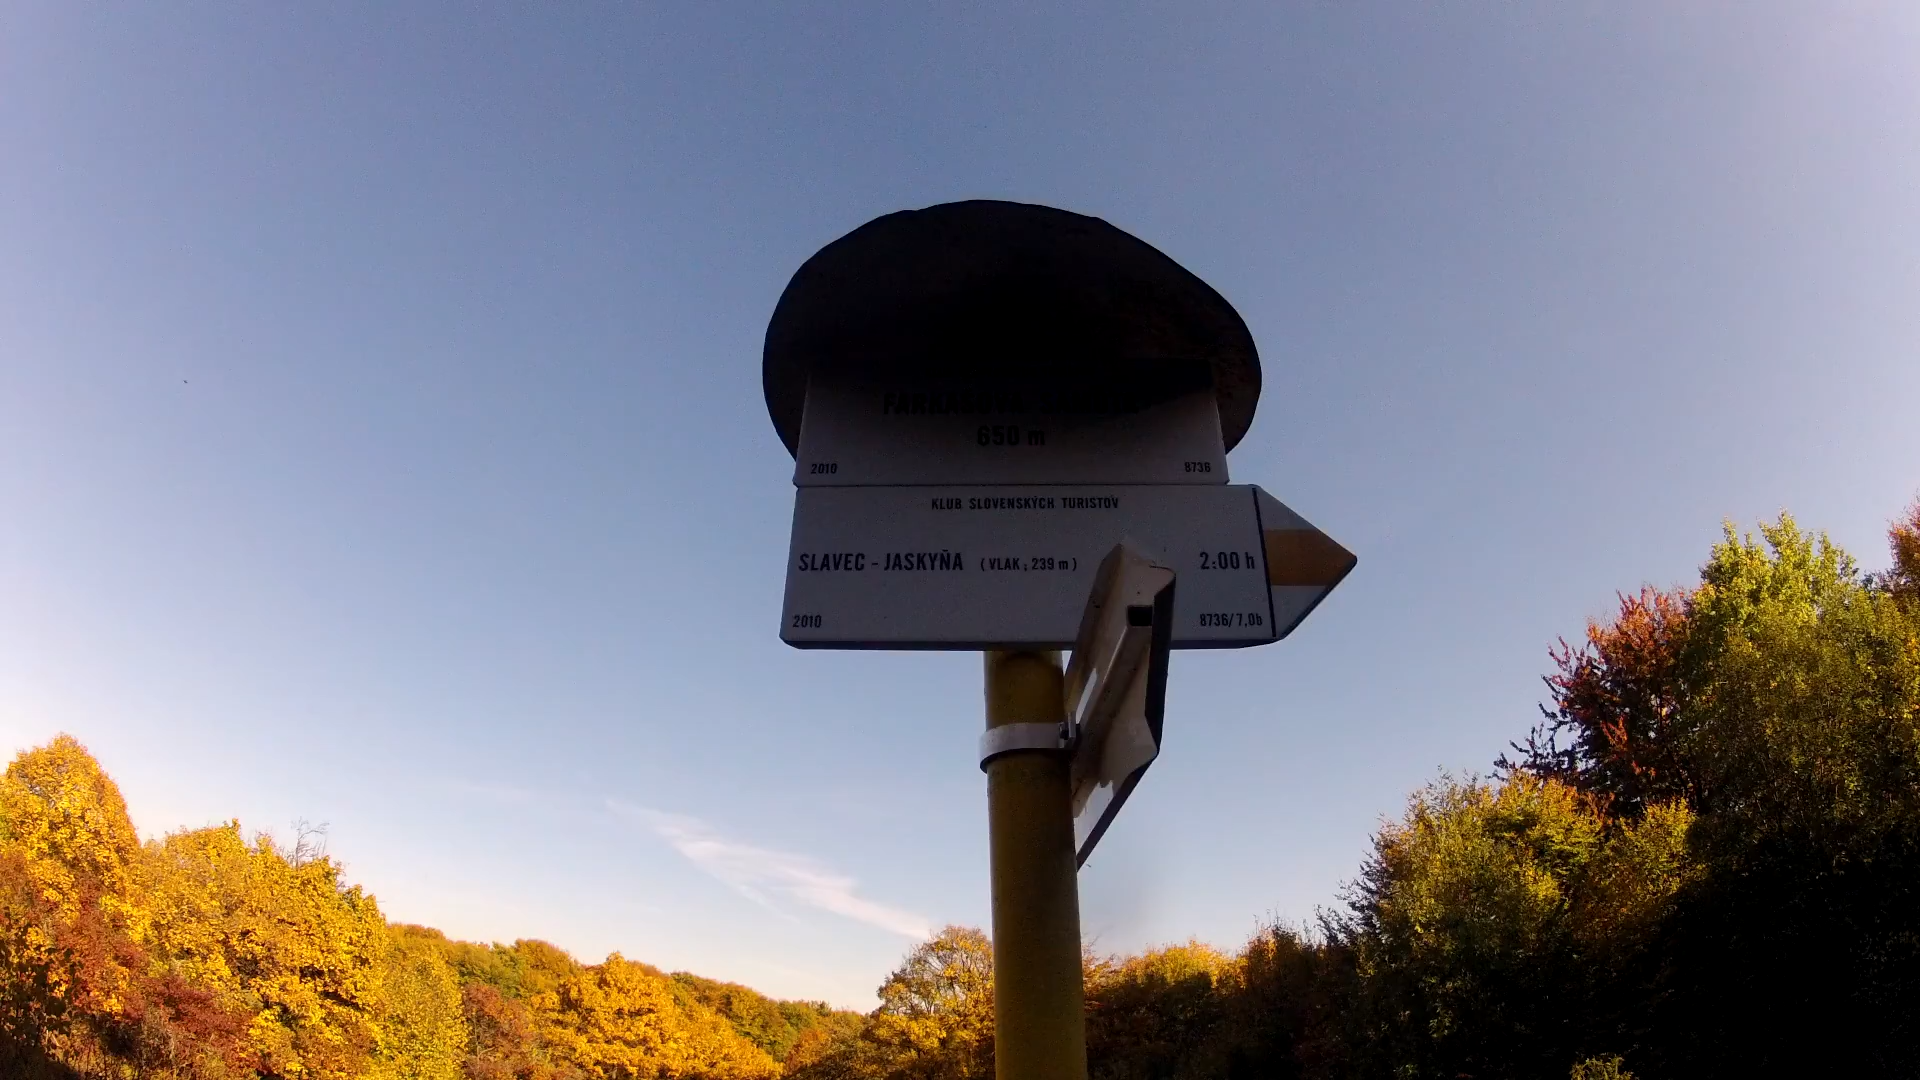 650 m
2010 8736
KLUB SLOVENSKÝCH TURISTOV
SLAVEC - JASKYŇA (VLAK ; 239 m) 2:00 h
2010 8736/7,0b